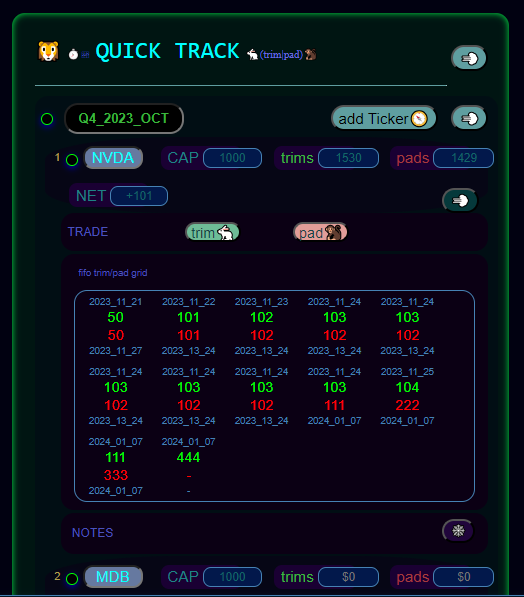 QUICK TRACK (trim|pad)
Q4_2023_OCT add Ticker
1 NVDA CAP 1000 trims 1530 pads 1429
NET +101
TRADE trim pad
fifo trim/pad grid
2023_11_21 2023_11_22 2023_11_23 2023_11_24 2023_11_24
50 101 102 103 103
50 101 102 102 102
2023_11_27 2023_13_24 2023_13_24 2023_13_24 2023_13_24
2023_11_24 2023_11_24 2023_11_24 2023_11_24 2023_11_25
103 103 103 103 104
102 102 102 111 222
2023_13_24 2023_13_24 2023_13_24 2024_01_07 2024_01_07
2024_01_07 2024_01_07
111 444
333 -
2024_01_07 -
NOTES
2 MDB CAP 1000 trims $0 pads $0